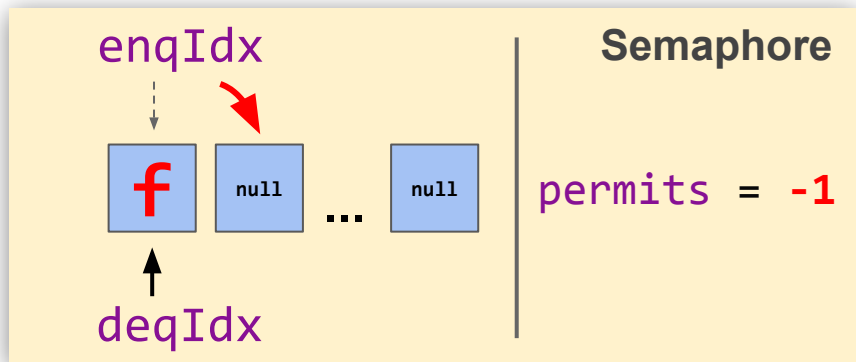 enqIdx
f null ... null
deqIdx
Semaphore
permits = -1